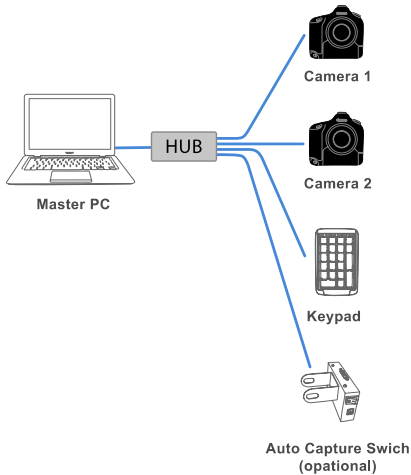 Camera 1
HUB
Camera 2
Master PC
Keypad
Auto Capture Swich
(opational)